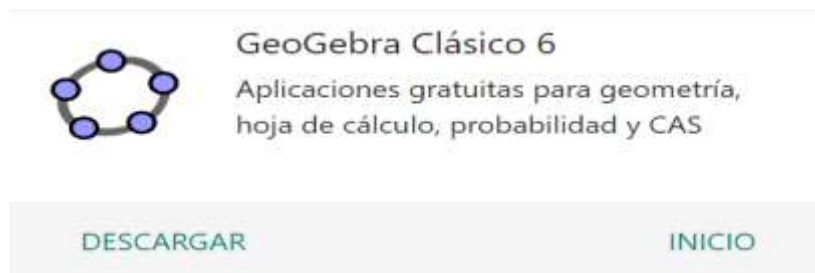 GeoGebra Clásico 6
Aplicaciones gratuitas para geometría,
hoja de cálculo, probabilidad y CAS
DESCARGAR
INICIO